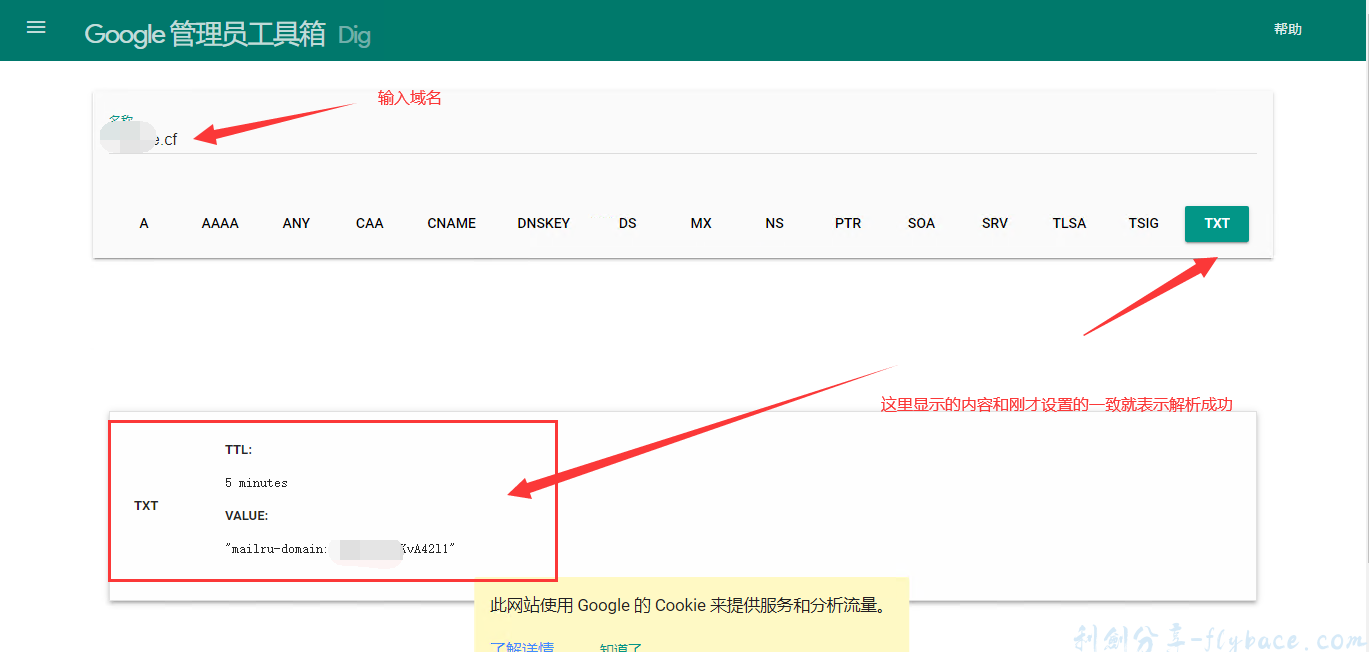 Google 管理员工具箱 Dig
帮助
输入域名
名称
e.cf
A AAAA ANY CAA CNAME DNSKEY DS MX NS PTR SOA SRV TLSA TSIG TXT
这里显示的内容和刚才设置的一致就表示解析成功
TTL:
5 minutes
TXT
VALUE:
"mailru-domain: KvA42l1"
此网站使用 Google 的 Cookie 来提供服务和分析流量。
了解详情 知道了
利剑分享-flybace.com